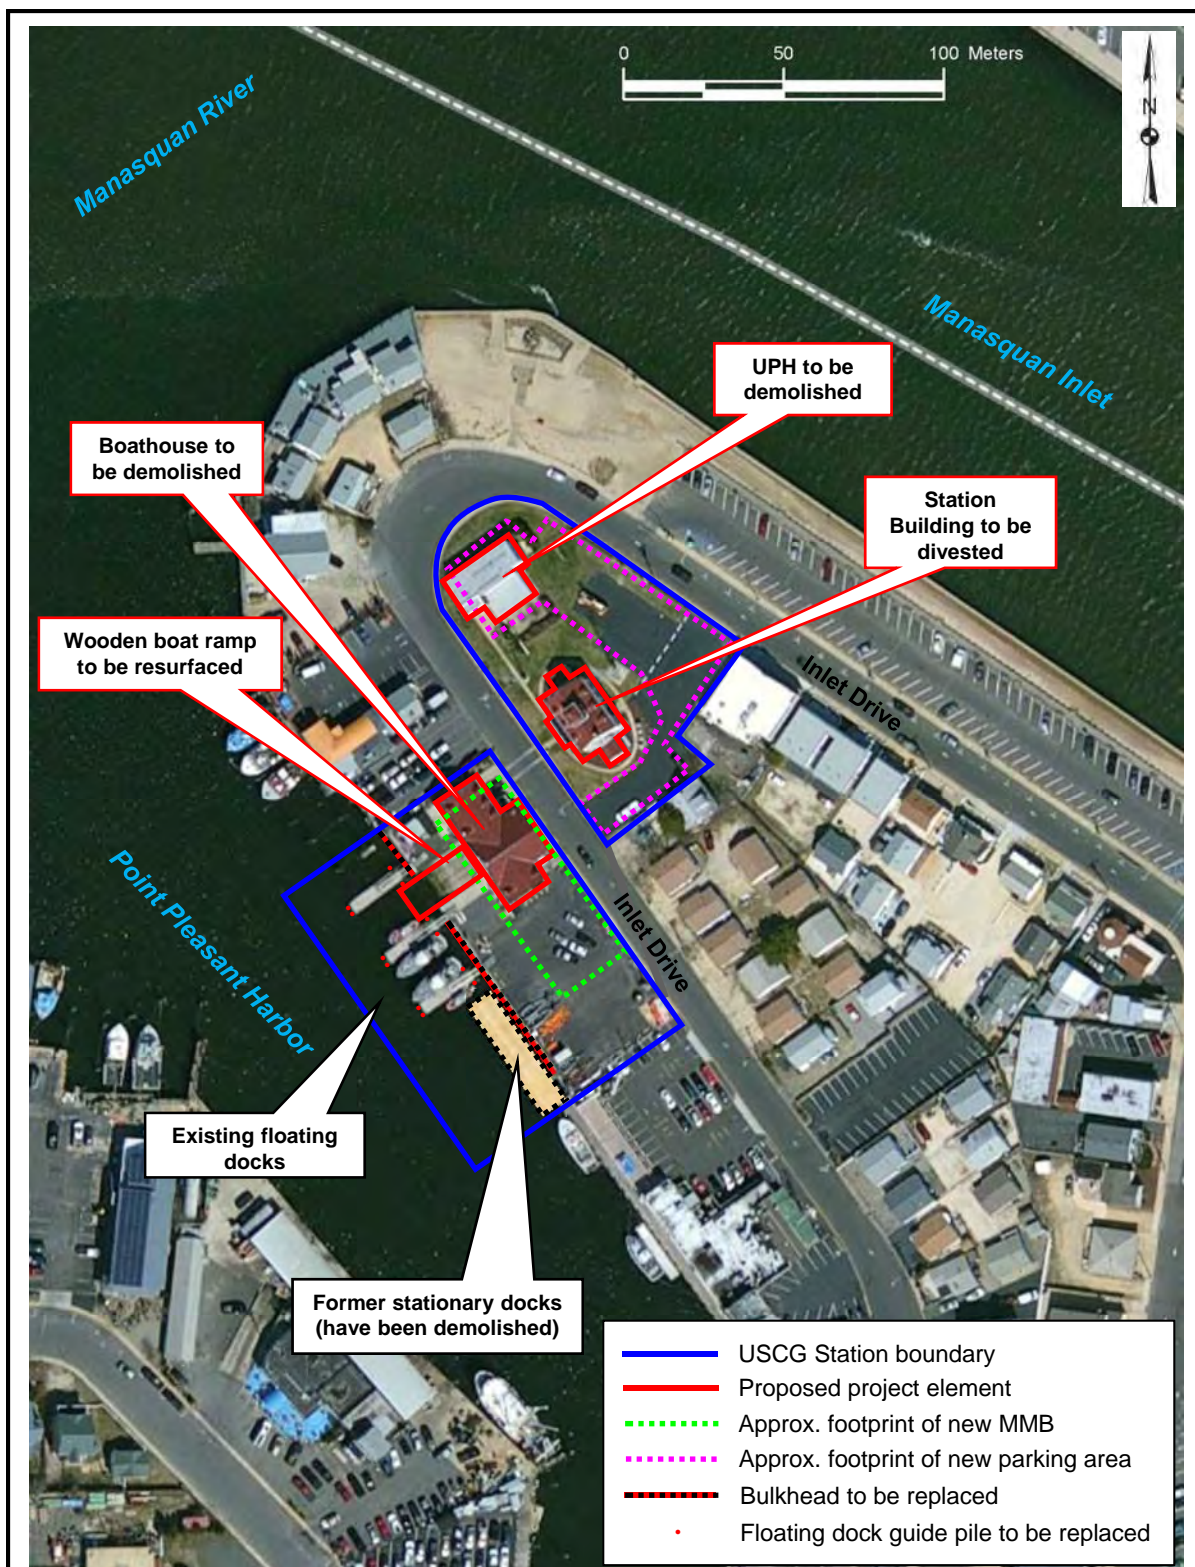 0 50 100 Meters
N
Manasquan River
Manasquan Inlet
UPH to be
demolished
Boathouse to
be demolished
Station
Building to be
divested
Wooden boat ramp
to be resurfaced
Inlet Drive
Inlet Drive
Point Pleasant Harbor
Existing floating
docks
Former stationary docks
(have been demolished)
USCG Station boundary
Proposed project element
Approx. footprint of new MMB
Approx. footprint of new parking area
Bulkhead to be replaced
Floating dock guide pile to be replaced